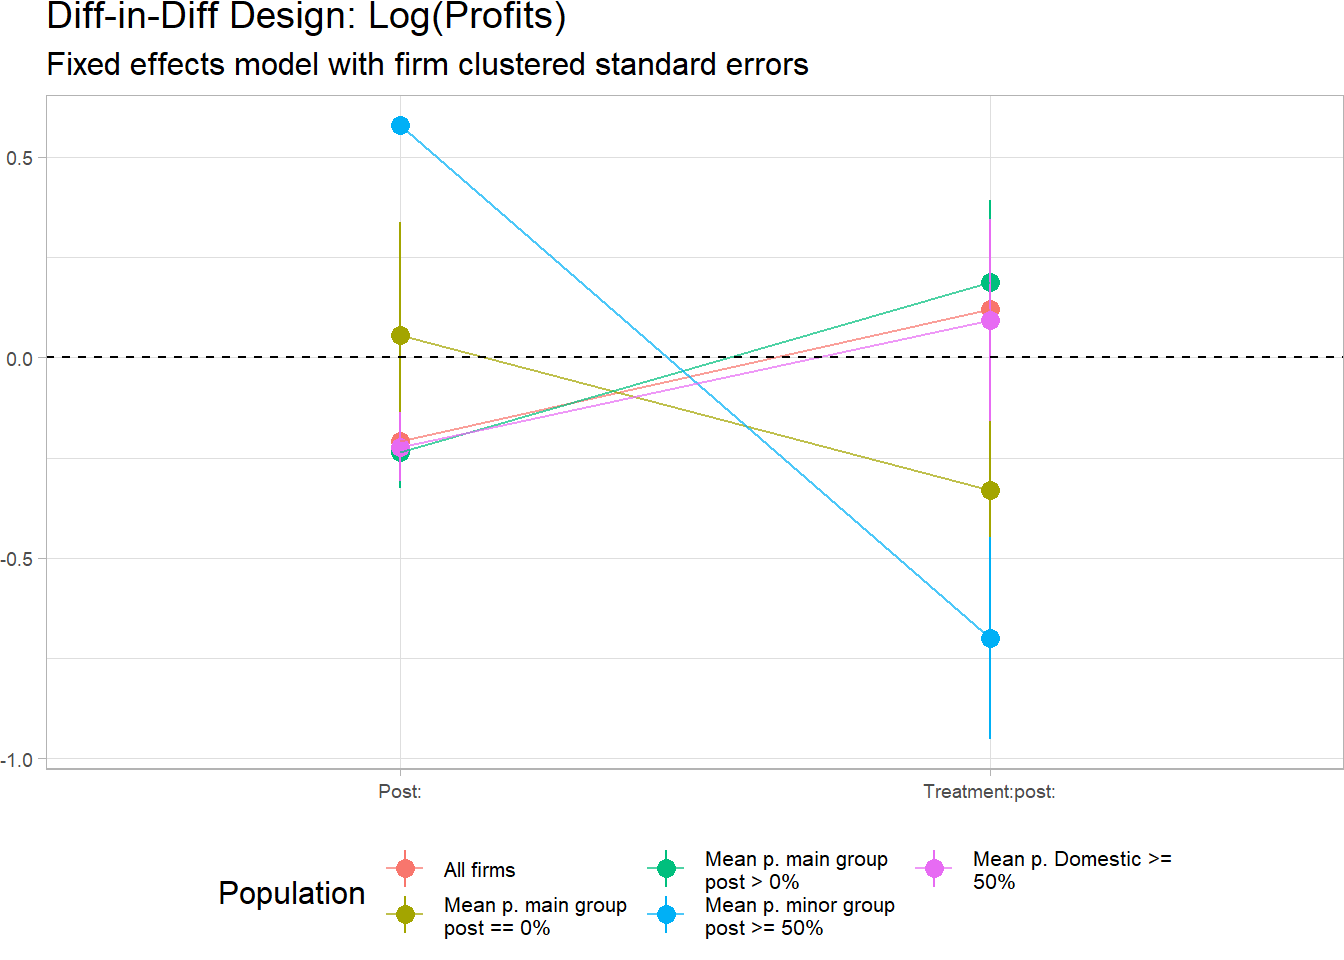 Diff-in-Diff Design: Log(Profits)
Fixed effects model with firm clustered standard errors
0.5
0.0
-0.5
-1.0
Post:
Treatment:post:
Population
All firms
Mean p. main group
post == 0%
Mean p. main group
post > 0%
Mean p. minor group
post >= 50%
Mean p. Domestic >=
50%